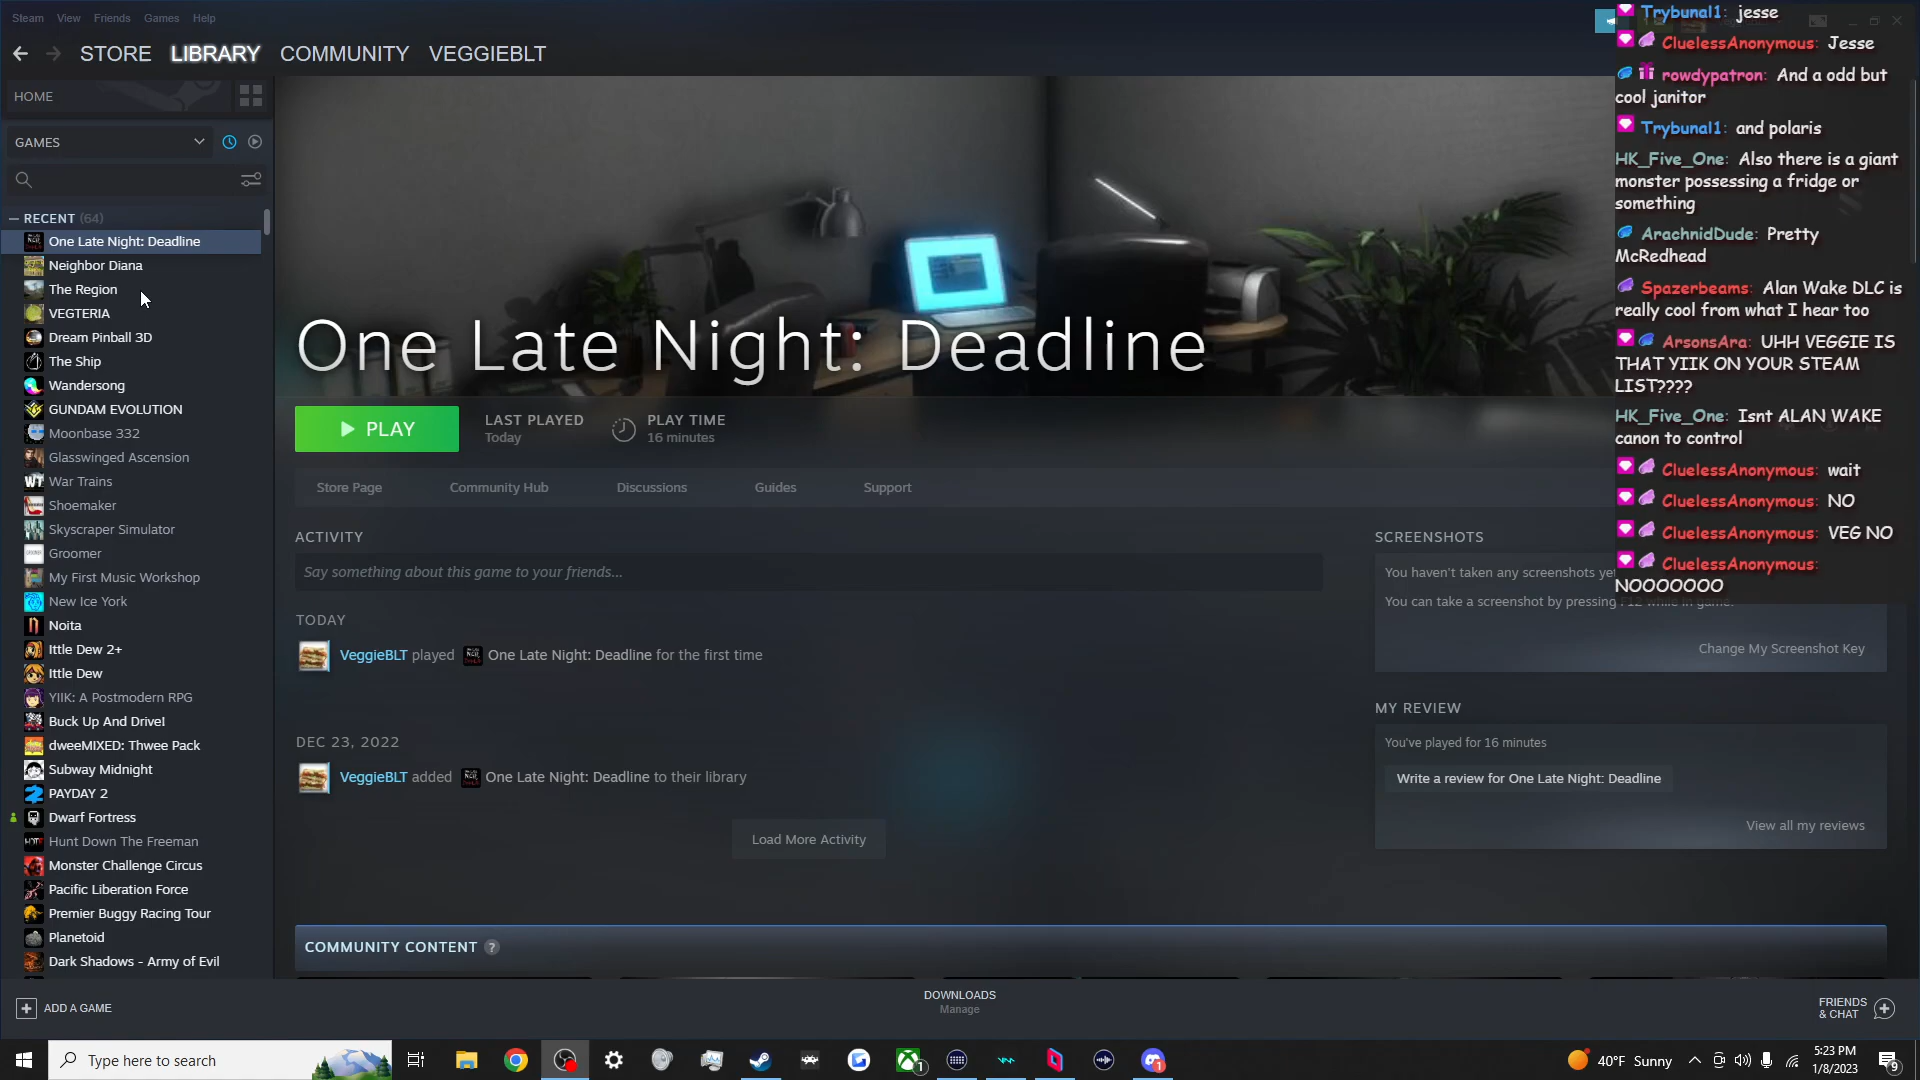 Steam View Friends Games Help
STORE LIBRARY COMMUNITY VEGGIEBLT
HOME
GAMES
— RECENT (64)
One Late Night: Deadline
Neighbor Diana
The Region
VEGTERIA
Dream Pinball 3D
The Ship
Wandersong
GUNDAM EVOLUTION
Moonbase 332
Glasswinged Ascension
War Trains
Shoemaker
Skyscraper Simulator
Groomer
My First Music Workshop
New Ice York
Noita
Ittle Dew 2+
Ittle Dew
YIIK: A Postmodern RPG
Buck Up And Drive!
dweeMIXED: Thwee Pack
Subway Midnight
PAYDAY 2
Dwarf Fortress
Hunt Down The Freeman
Monster Challenge Circus
Pacific Liberation Force
Premier Buggy Racing Tour
Planetoid
Dark Shadows - Army of Evil
ADD A GAME
One Late Night: Deadline
PLAY
LAST PLAYED
Today
PLAY TIME
16 minutes
Store Page Community Hub Discussions Guides Support
ACTIVITY
Say something about this game to your friends...
TODAY
VeggieBLT played One Late Night: Deadline for the first time
DEC 23, 2022
VeggieBLT added One Late Night: Deadline to their library
Load More Activity
COMMUNITY CONTENT ?
SCREENSHOTS
You haven't taken any screenshots yet
You can take a screenshot by pressing F12 while in game.
Change My Screenshot Key
MY REVIEW
You've played for 16 minutes
Write a review for One Late Night: Deadline
View all my reviews
Trybunal1: jesse
CluelessAnonymous: Jesse
rowdypatron: And a odd but
cool janitor
Trybunal1: and polaris
HK_Five_One: Also there is a giant
monster possessing a fridge or
something
ArachnidDude: Pretty
McRedhead
Spazerbeams: Alan Wake DLC is
really cool from what I hear too
ArsonsAra: UHH VEGGIE IS
THAT YIIK ON YOUR STEAM
LIST????
HK_Five_One: Isnt ALAN WAKE
canon to control
CluelessAnonymous: wait
CluelessAnonymous: NO
CluelessAnonymous: VEG NO
CluelessAnonymous:
NOOOOOOO
DOWNLOADS
Manage
FRIENDS
& CHAT
Type here to search
40°F Sunny
5:23 PM
1/8/2023